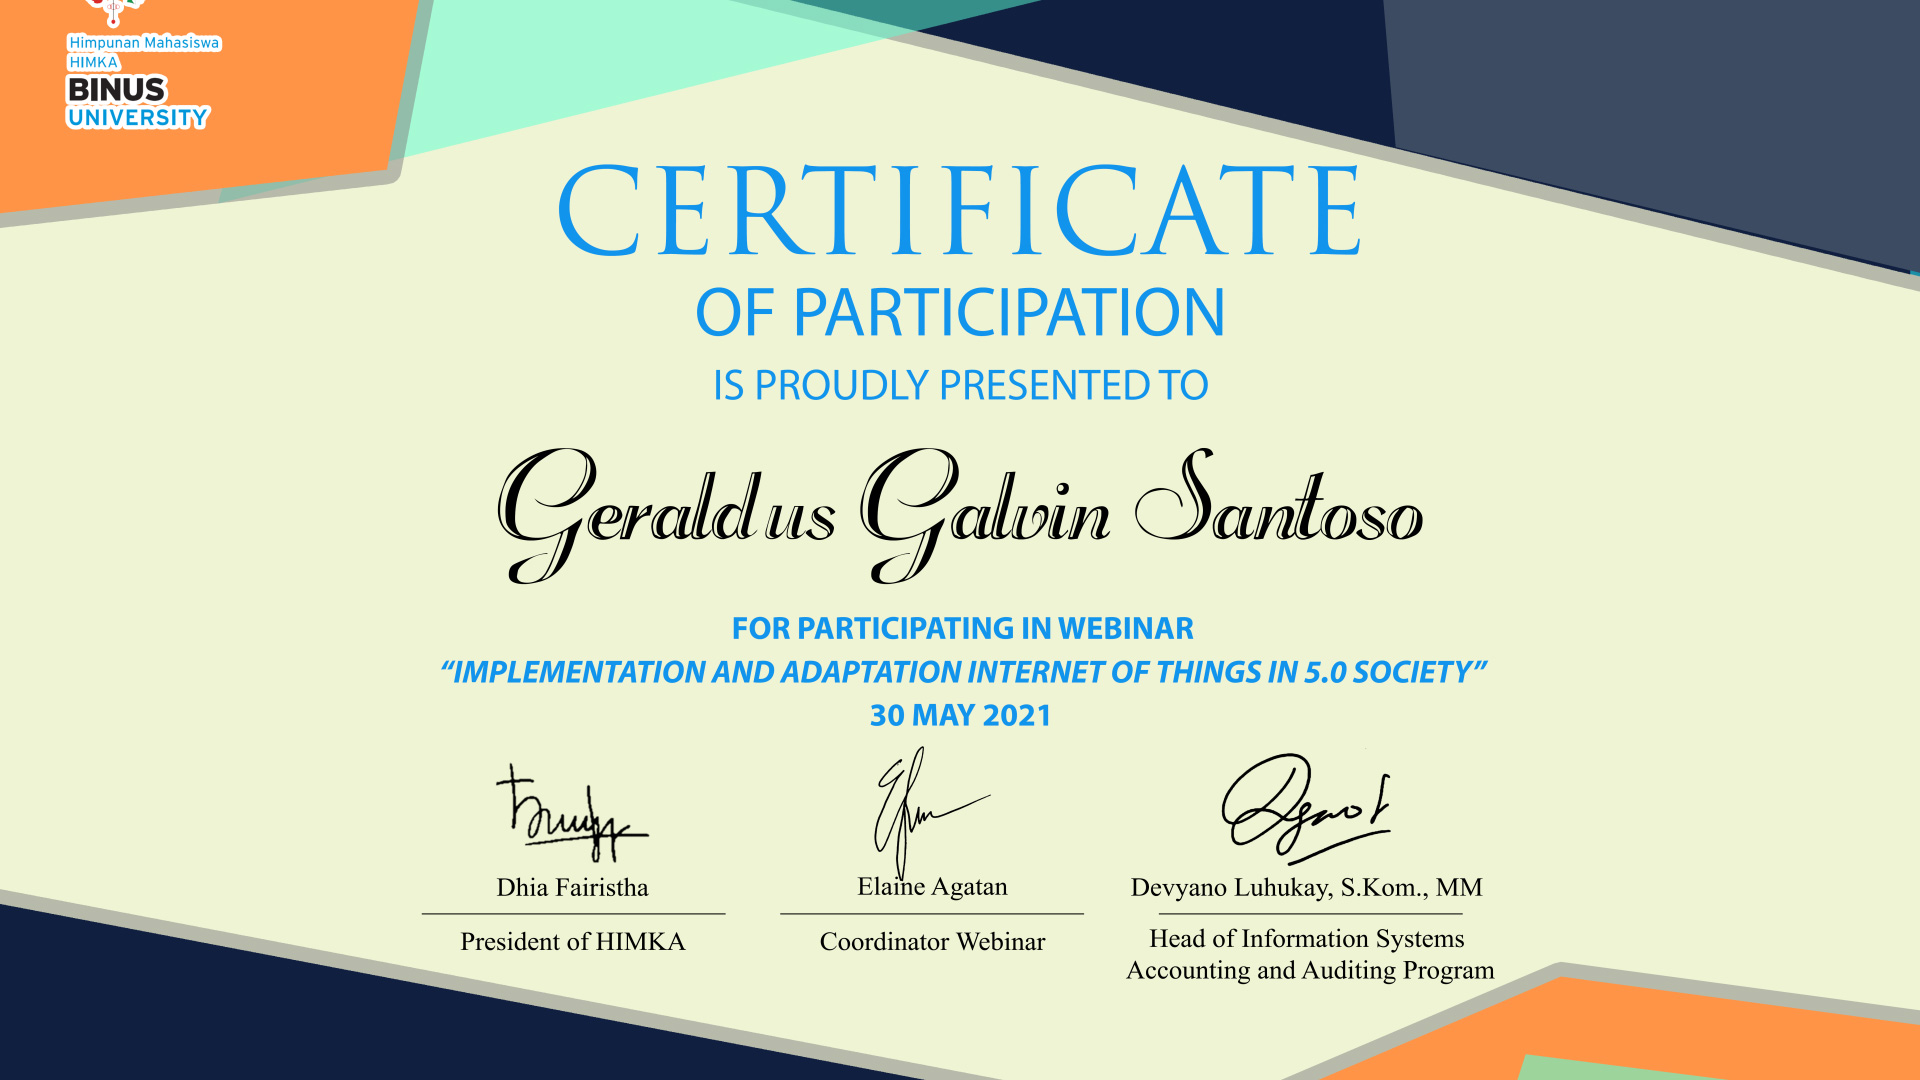 Himpunan Mahasiswa
HIMKA
BINUS
UNIVERSITY
CERTIFICATE
OF PARTICIPATION
IS PROUDLY PRESENTED TO
Geraldus Galvin Santoso
FOR PARTICIPATING IN WEBINAR
“IMPLEMENTATION AND ADAPTATION INTERNET OF THINGS IN 5.0 SOCIETY”
30 MAY 2021
Dhia Fairistha
Elaine Agatan
Devyano Luhukay, S.Kom., MM
President of HIMKA
Coordinator Webinar
Head of Information Systems
Accounting and Auditing Program